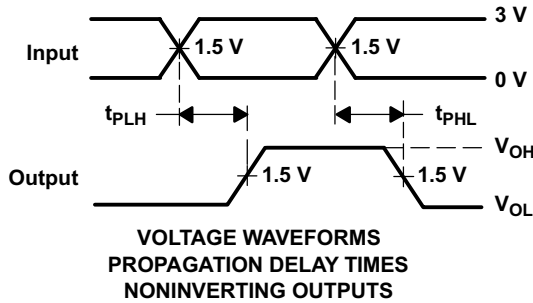 3 V
Input
1.5 V
1.5 V
0 V
tPLH
tPHL
VOH
Output
1.5 V
1.5 V
VOL
VOLTAGE WAVEFORMS
PROPAGATION DELAY TIMES
NONINVERTING OUTPUTS